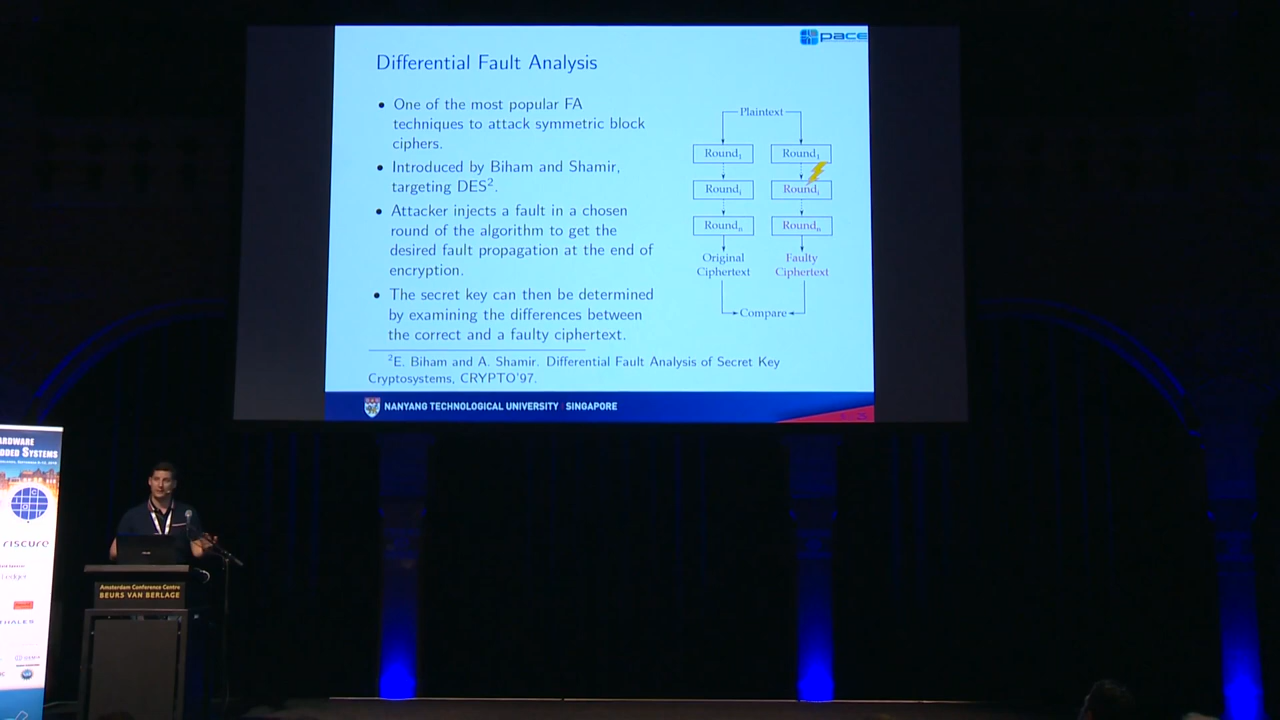 pace
Differential Fault Analysis
• One of the most popular FA
techniques to attack symmetric block
ciphers.
• Introduced by Biham and Shamir,
targeting DES².
• Attacker injects a fault in a chosen
round of the algorithm to get the
desired fault propagation at the end of
encryption.
• The secret key can then be determined
by examining the differences between
the correct and a faulty ciphertext.
Plaintext
Round₁ Round₁
Roundᵢ Roundᵢ
Roundₙ Roundₙ
Original Faulty
Ciphertext Ciphertext
Compare
²E. Biham and A. Shamir. Differential Fault Analysis of Secret Key
Cryptosystems, CRYPTO'97.
NANYANG TECHNOLOGICAL UNIVERSITY SINGAPORE
ARDWARE
DDED SYSTEMS
riscure
Ledger
THALES
Amsterdam Conference Centre
BEURS VAN BERLAGE